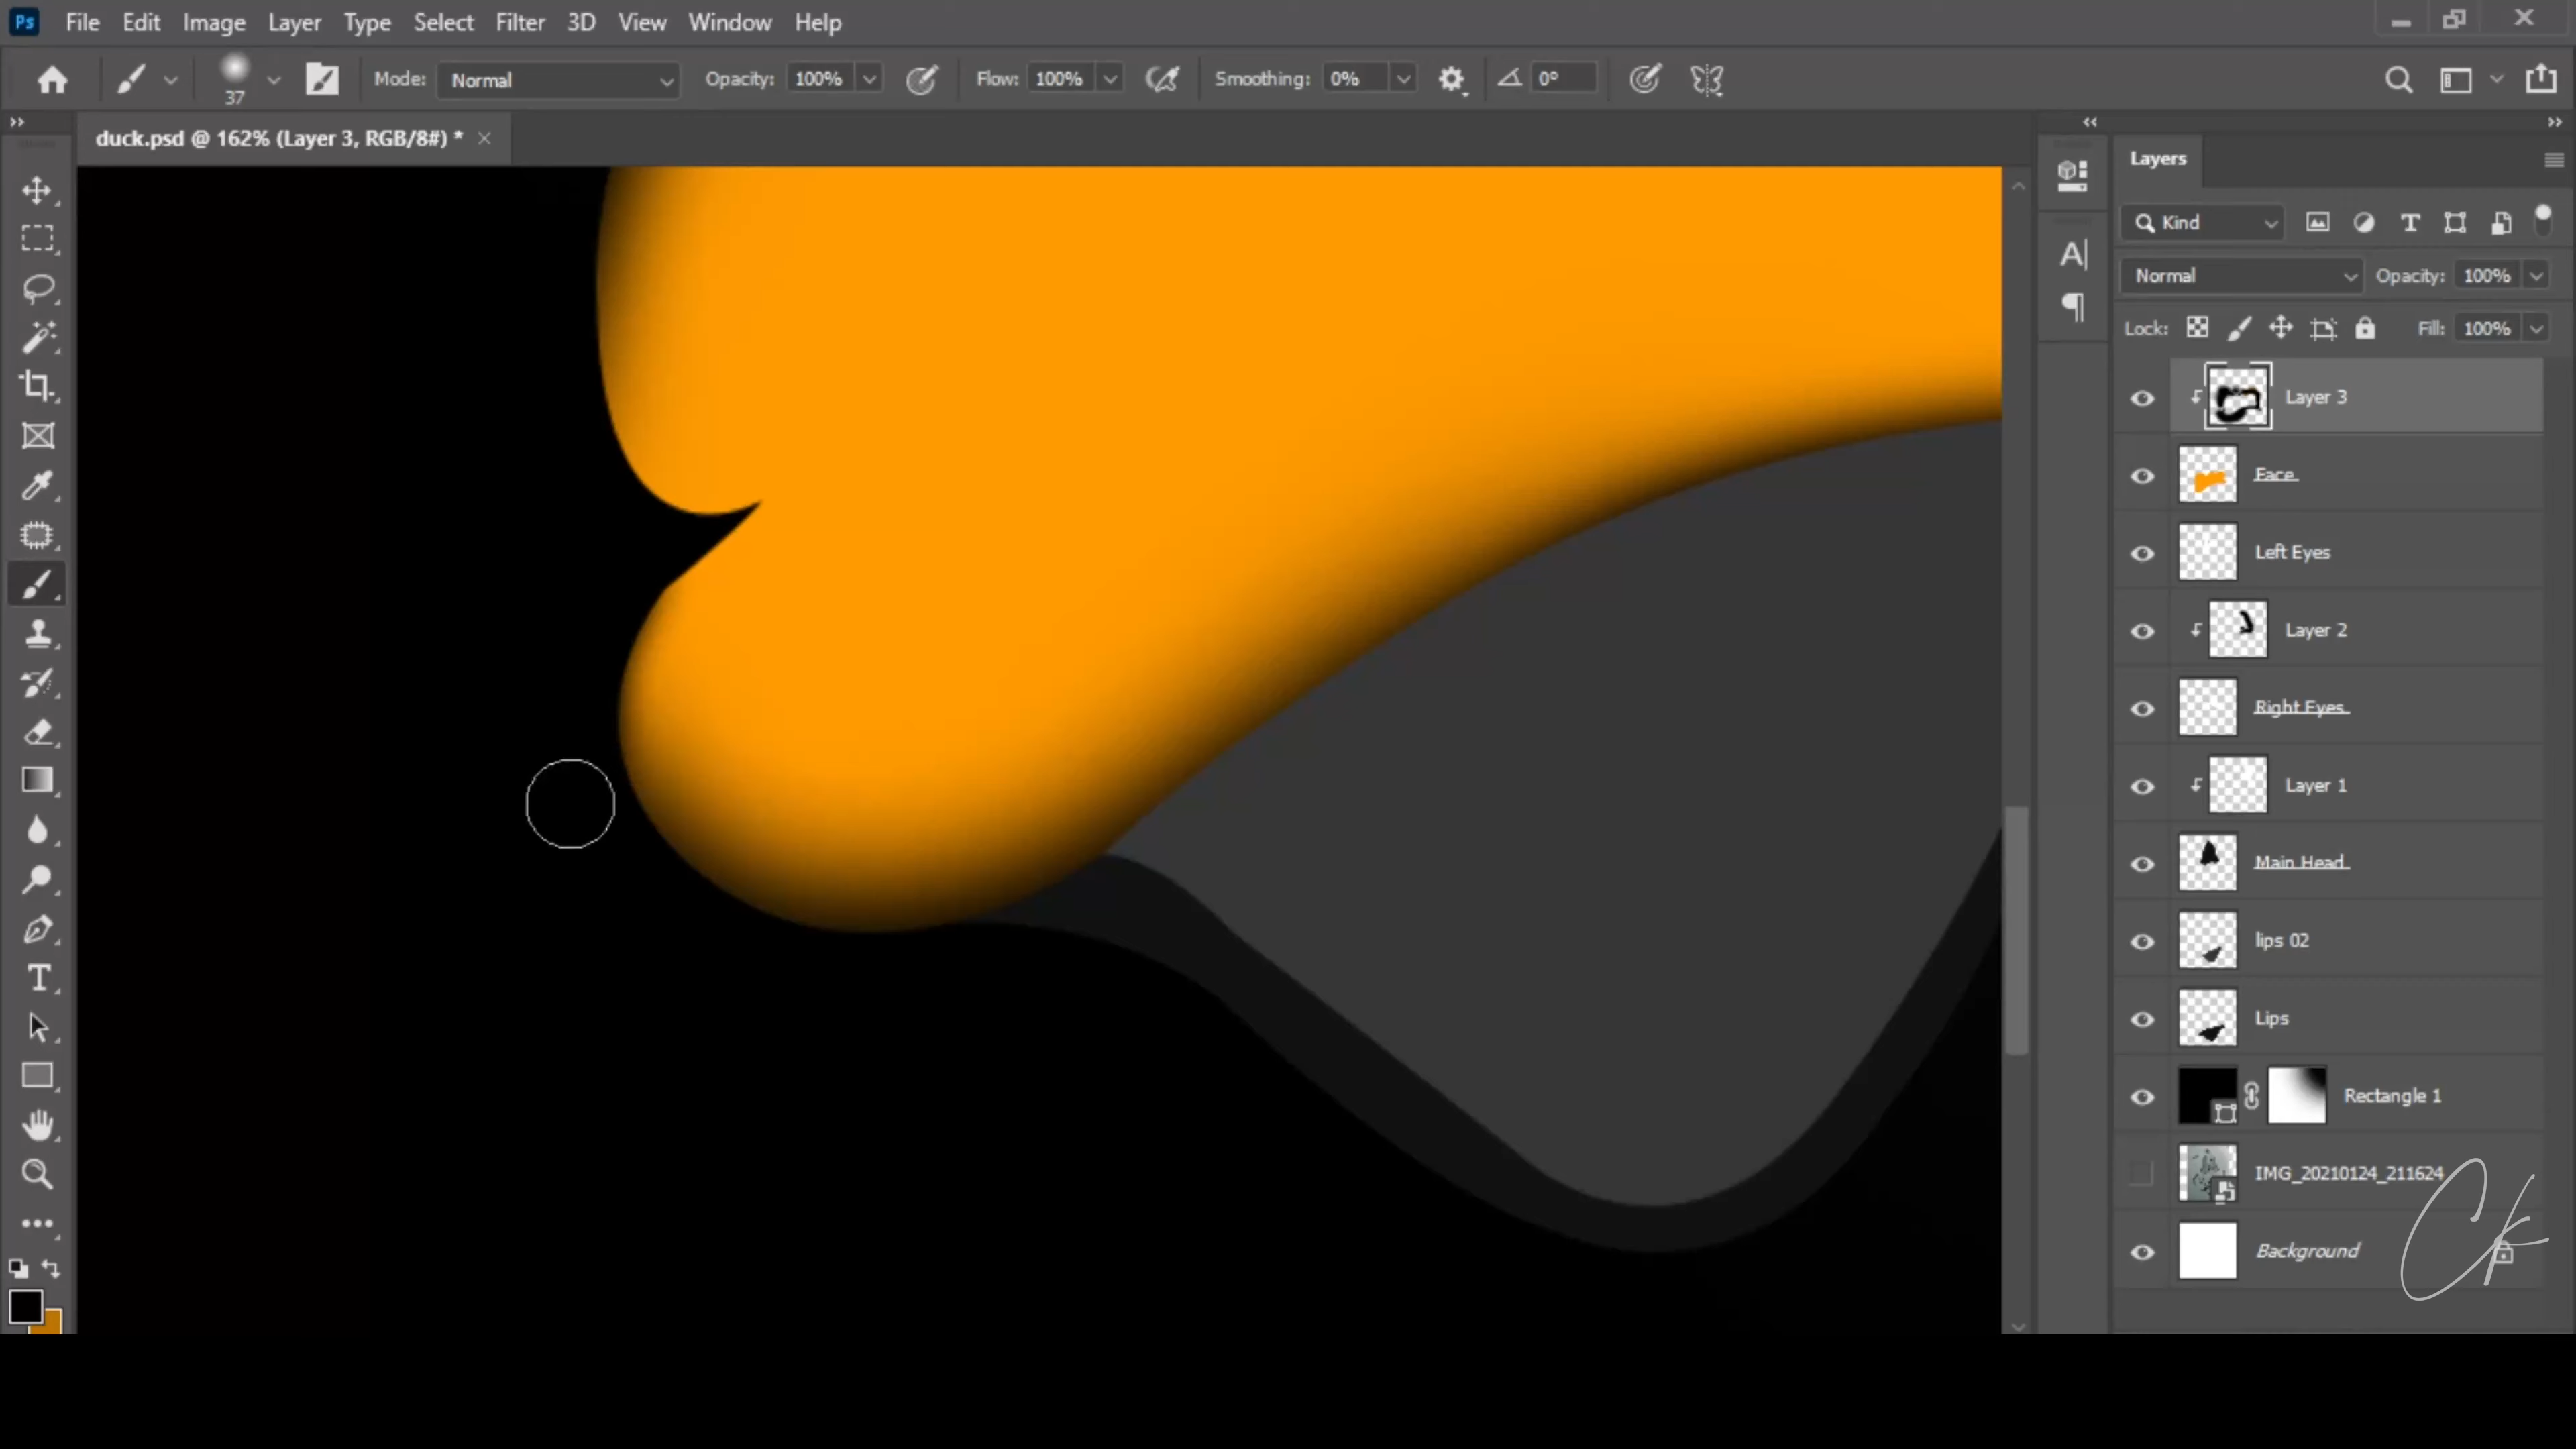 Ps File Edit Image Layer Type Select Filter 3D View Window Help
37 Mode: Normal Opacity: 100% Flow: 100% Smoothing: 0% 0°
duck.psd @ 162% (Layer 3, RGB/8#) *
Layers
Kind
Normal Opacity: 100%
Lock: Fill: 100%
Layer 3
Face
Left Eyes
Layer 2
Right Eyes
Layer 1
Main Head
lips 02
Lips
Rectangle 1
IMG_20210124_211624
Background